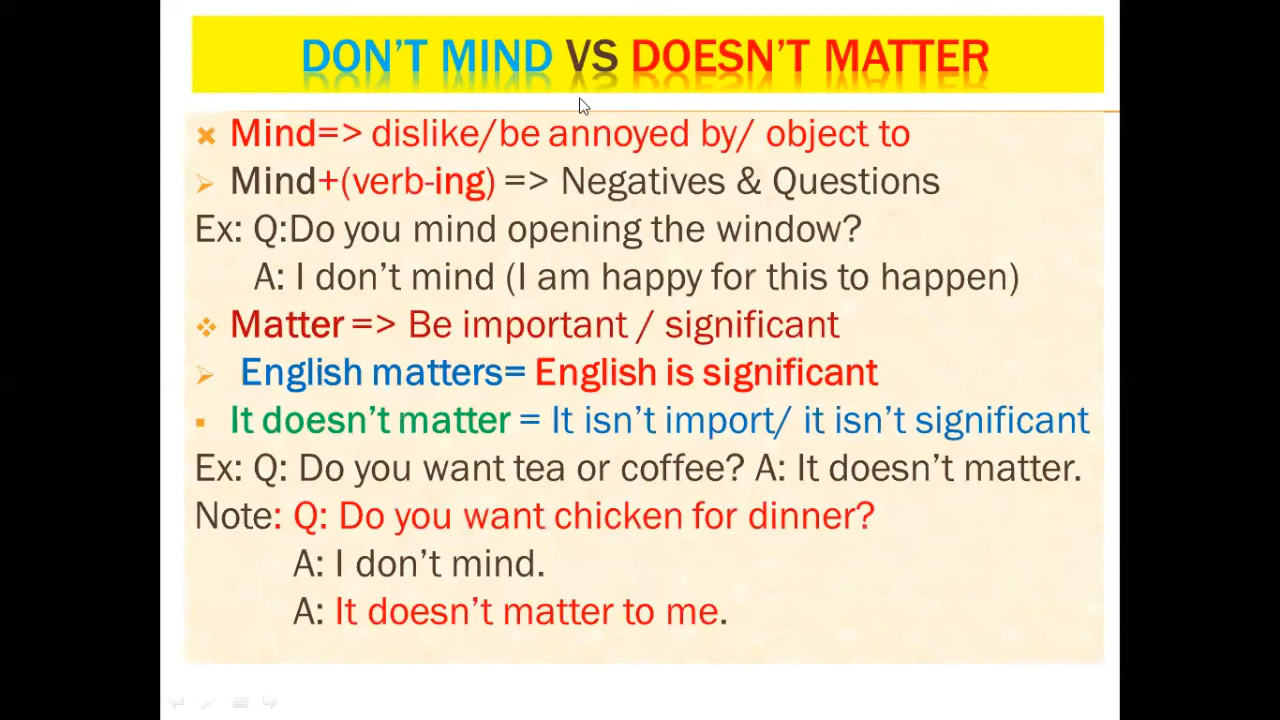 DON'T MIND VS DOESN'T MATTER
Mind=> dislike/be annoyed by/ object to
Mind+(verb-ing) => Negatives & Questions
Ex: Q:Do you mind opening the window?
A: I don't mind (I am happy for this to happen)
Matter => Be important / significant
English matters= English is significant
It doesn't matter = It isn't import/ it isn't significant
Ex: Q: Do you want tea or coffee? A: It doesn't matter.
Note: Q: Do you want chicken for dinner?
A: I don't mind.
A: It doesn't matter to me.